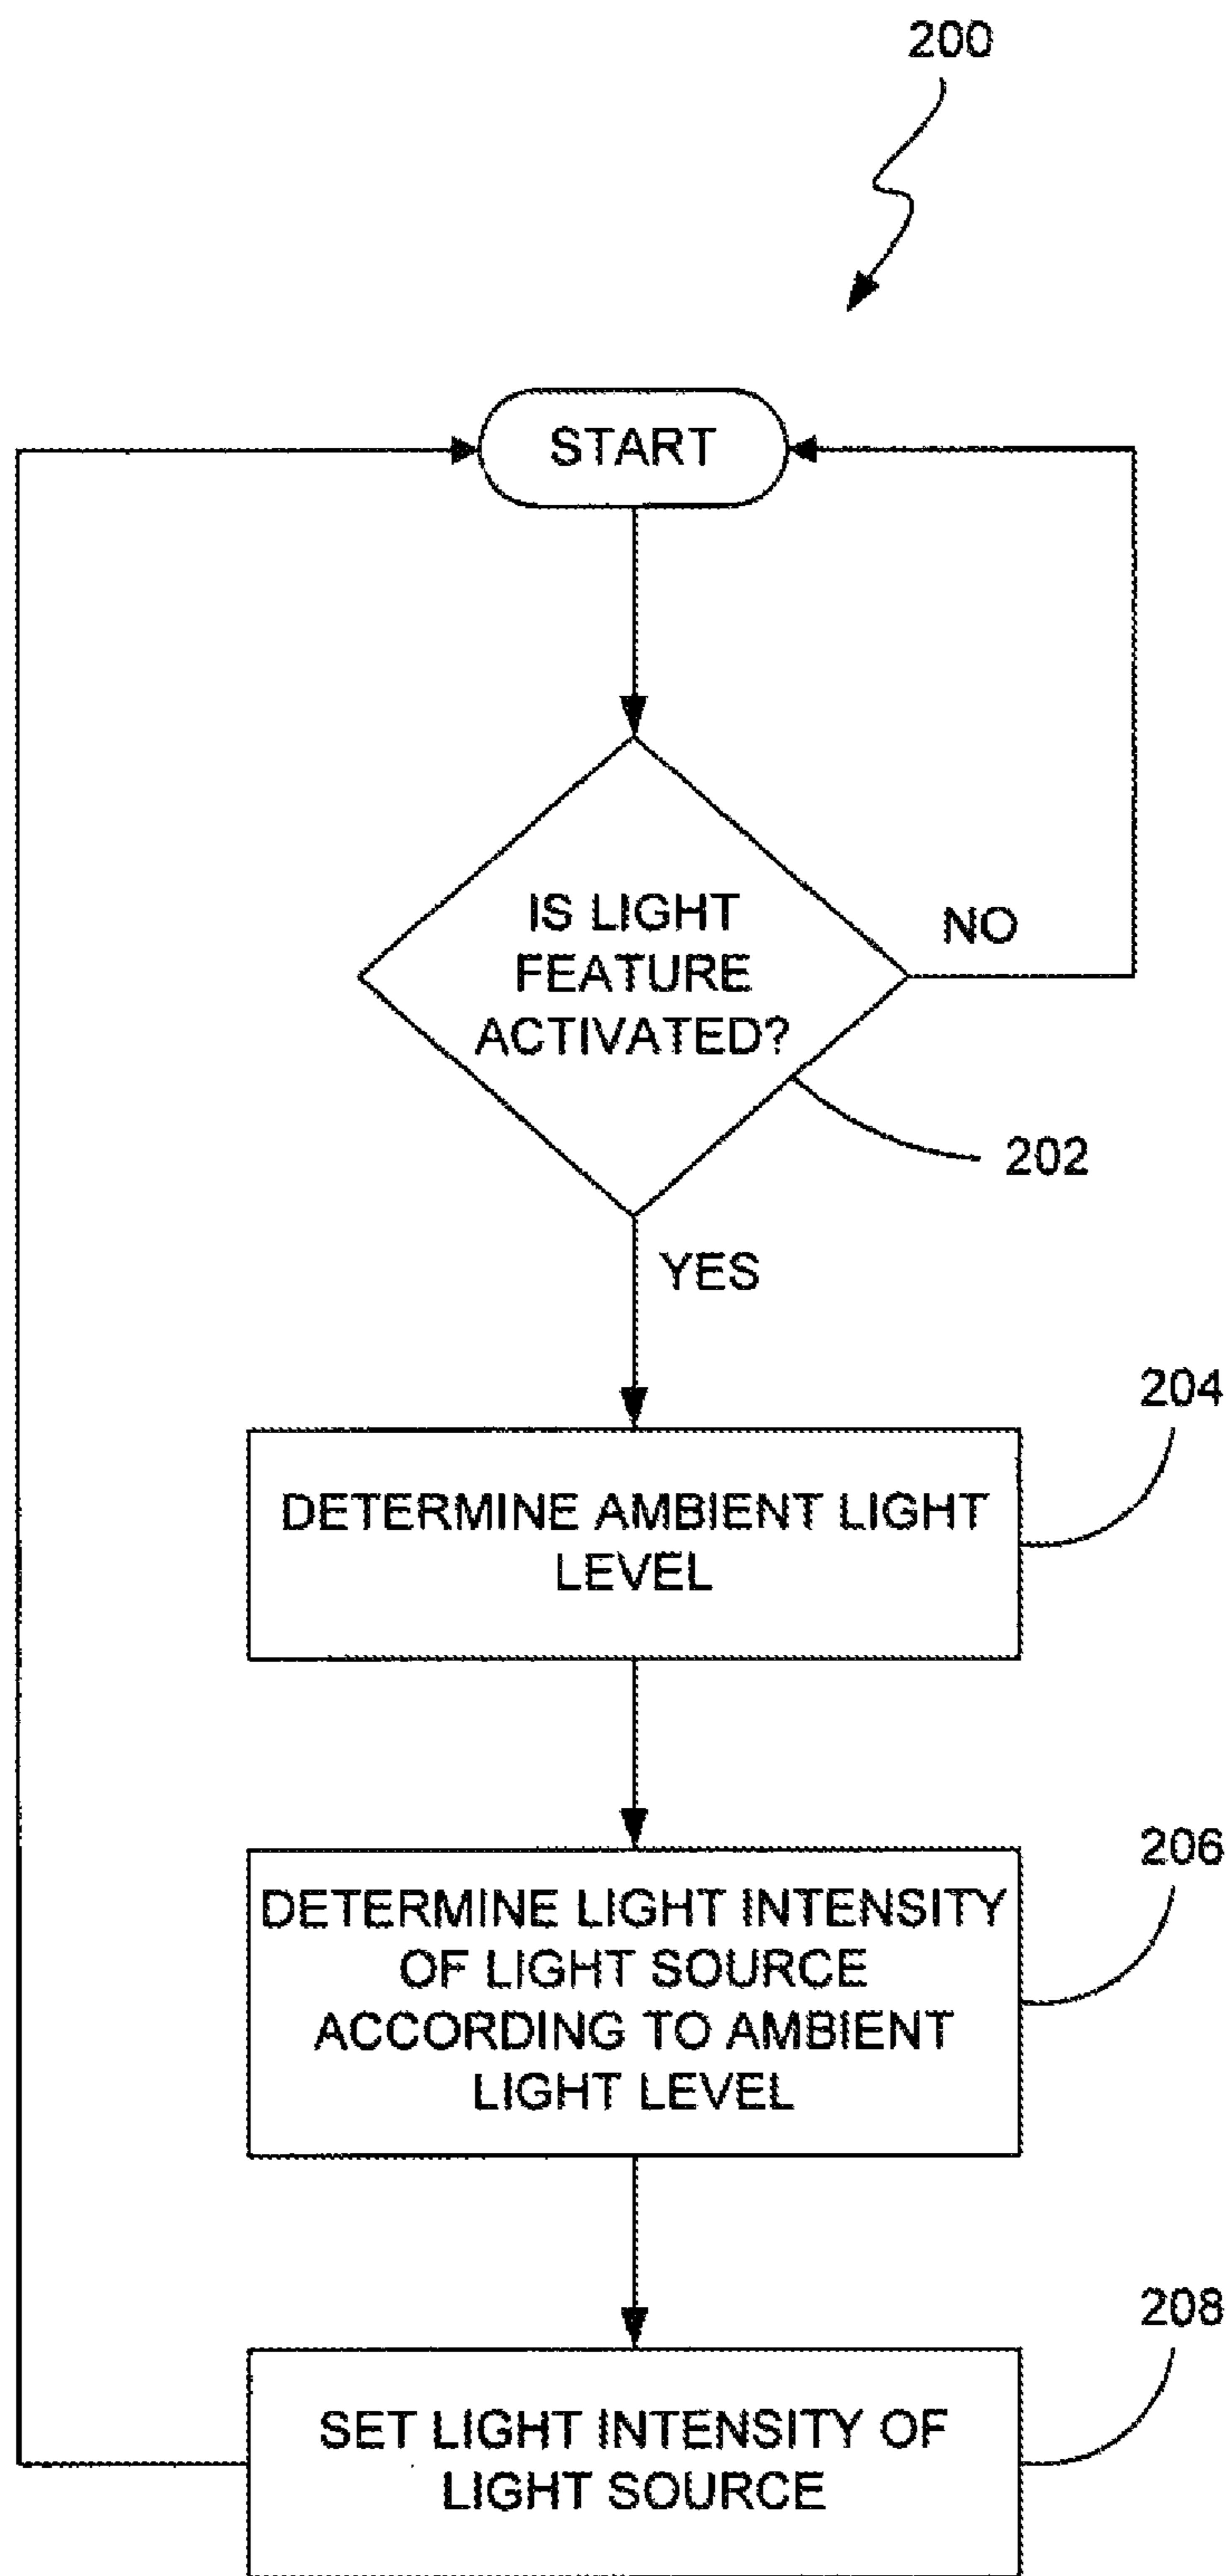 200
START
IS LIGHT
FEATURE
ACTIVATED?
NO
202
YES
204
DETERMINE AMBIENT LIGHT
LEVEL
206
DETERMINE LIGHT INTENSITY
OF LIGHT SOURCE
ACCORDING TO AMBIENT
LIGHT LEVEL
208
SET LIGHT INTENSITY OF
LIGHT SOURCE